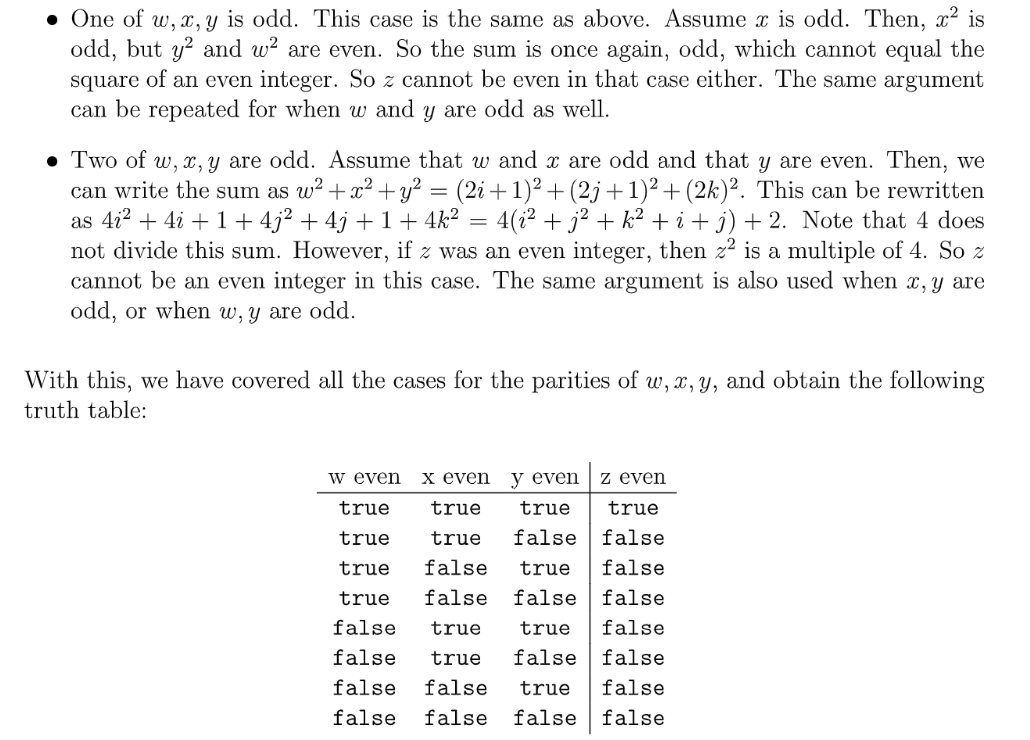 • One of w, x, y is odd. This case is the same as above. Assume x is odd. Then, x² is
odd, but y² and w² are even. So the sum is once again, odd, which cannot equal the
square of an even integer. So z cannot be even in that case either. The same argument
can be repeated for when w and y are odd as well.
• Two of w, x, y are odd. Assume that w and x are odd and that y are even. Then, we
can write the sum as w² + x² + y² = (2i + 1)² + (2j + 1)² + (2k)². This can be rewritten
as 4i² + 4i + 1 + 4j² + 4j + 1 + 4k² = 4(i² + j² + k² + i + j) + 2. Note that 4 does
not divide this sum. However, if z was an even integer, then z² is a multiple of 4. So z
cannot be an even integer in this case. The same argument is also used when x, y are
odd, or when w, y are odd.
With this, we have covered all the cases for the parities of w, x, y, and obtain the following
truth table:
w even x even y even z even
true true true true
true true false false
true false true false
true false false false
false true true false
false true false false
false false true false
false false false false